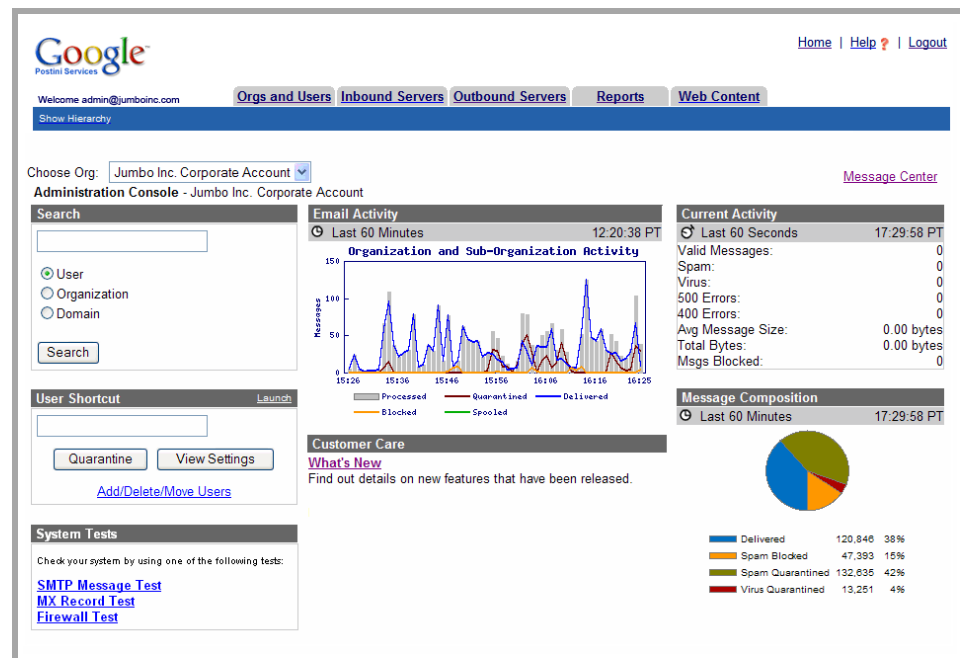 Google
Postini Services
Home | Help ? | Logout
Welcome admin@jumboinc.com
Orgs and Users Inbound Servers Outbound Servers Reports Web Content
Show Hierarchy
Choose Org: Jumbo Inc. Corporate Account
Message Center
Administration Console - Jumbo Inc. Corporate Account
Search
User
Organization
Domain
Search
User Shortcut Launch
Quarantine View Settings
Add/Delete/Move Users
System Tests
Check your system by using one of the following tests:
SMTP Message Test
MX Record Test
Firewall Test
Email Activity
Last 60 Minutes 12:20:38 PT
Organization and Sub-Organization Activity
Messages
150
100
50
0
15:26 15:36 15:46 15:56 16:06 16:16 16:25
Processed Quarantined Delivered
Blocked Spooled
Customer Care
What's New
Find out details on new features that have been released.
Current Activity
Last 60 Seconds 17:29:58 PT
Valid Messages: 0
Spam: 0
Virus: 0
500 Errors: 0
400 Errors: 0
Avg Message Size: 0.00 bytes
Total Bytes: 0.00 bytes
Msgs Blocked: 0
Message Composition
Last 60 Minutes 17:29:58 PT
Delivered 120,846 38%
Spam Blocked 47,393 15%
Spam Quarantined 132,635 42%
Virus Quarantined 13,251 4%